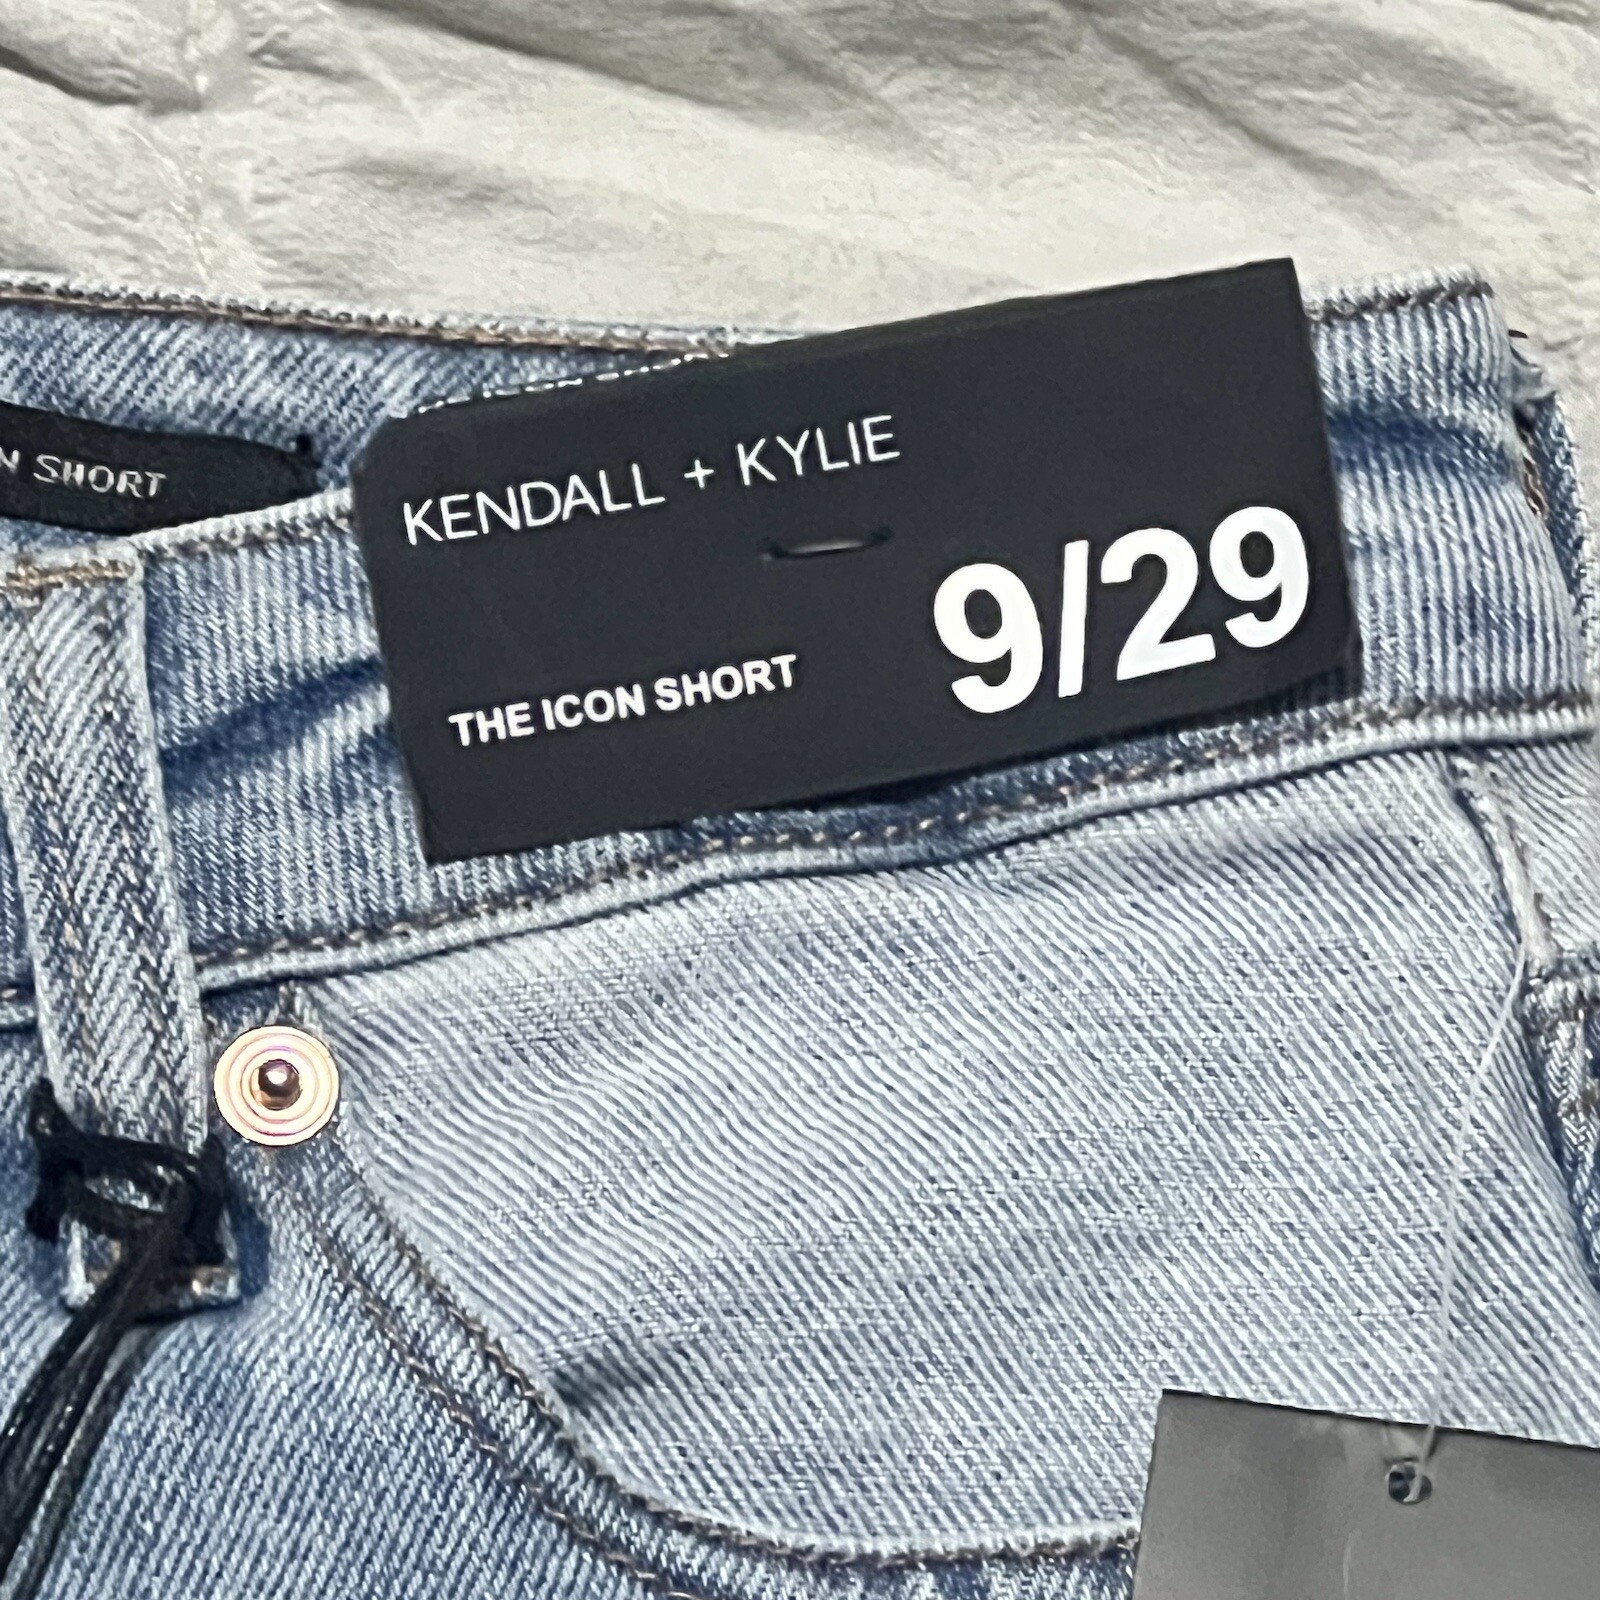 N SHORT
KENDALL + KYLIE
9/29
THE ICON SHORT